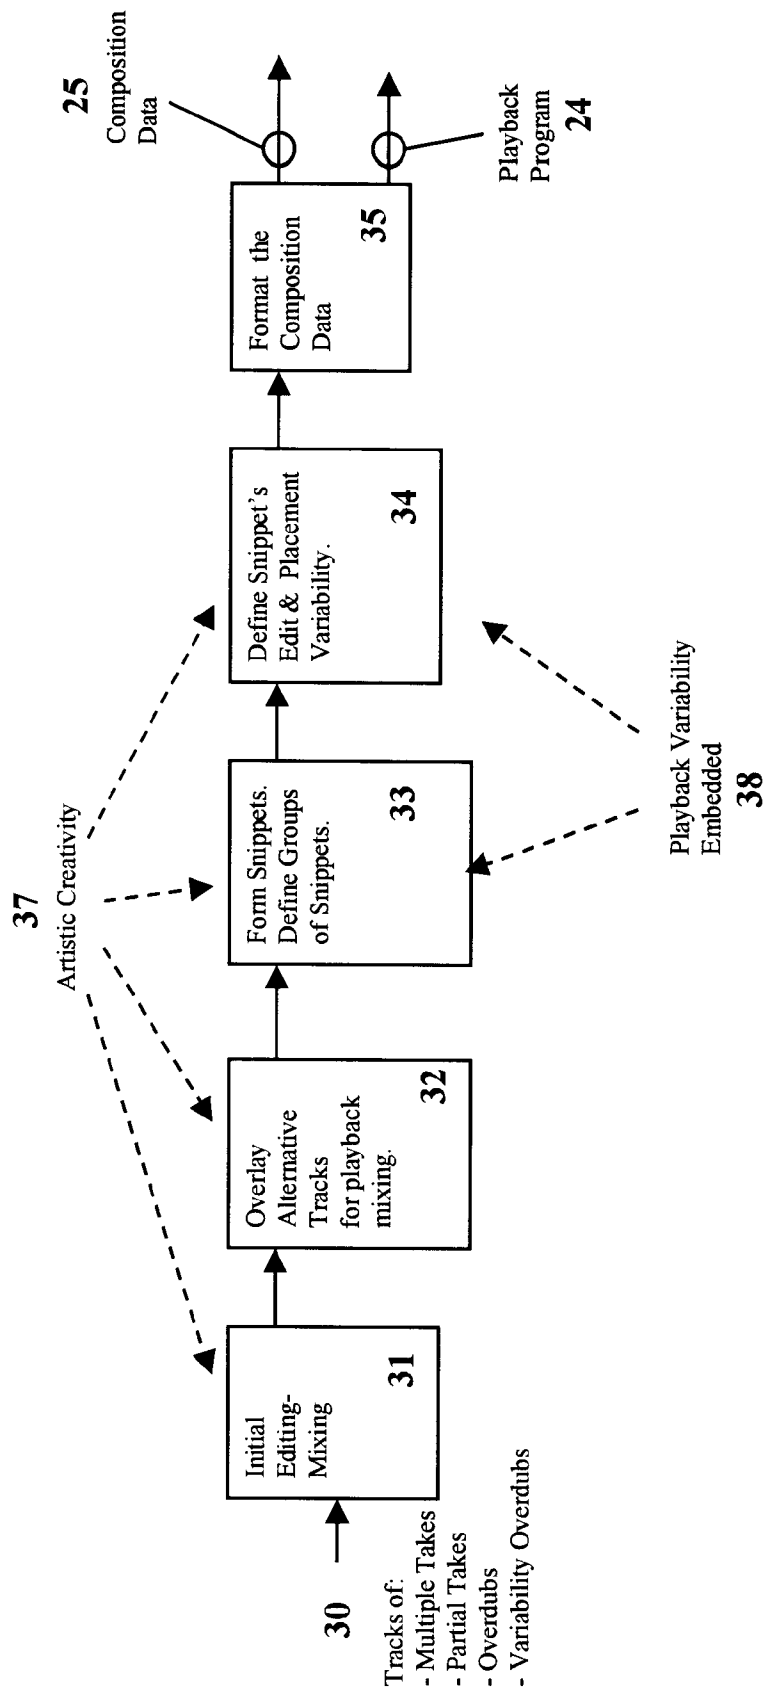 37
Artistic Creativity
30
Tracks of:
- Multiple Takes
- Partial Takes
- Overdubs
- Variability Overdubs
Initial
Editing-
Mixing
31
Overlay
Alternative
Tracks
for playback
mixing.
32
Form Snippets.
Define Groups
of Snippets.
33
Define Snippet's
Edit & Placement
Variability.
34
Format the
Composition
Data
35
25
Composition
Data
Playback
Program
24
Playback Variability
Embedded
38